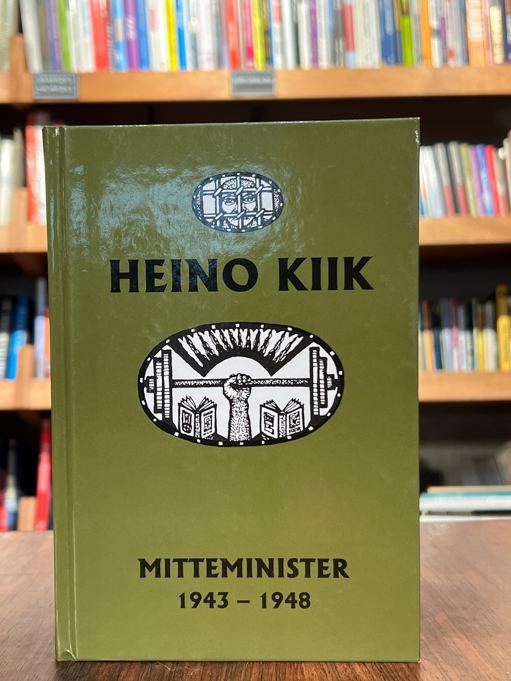 HEINO KIIK
MITTEMINISTER
1943 – 1948